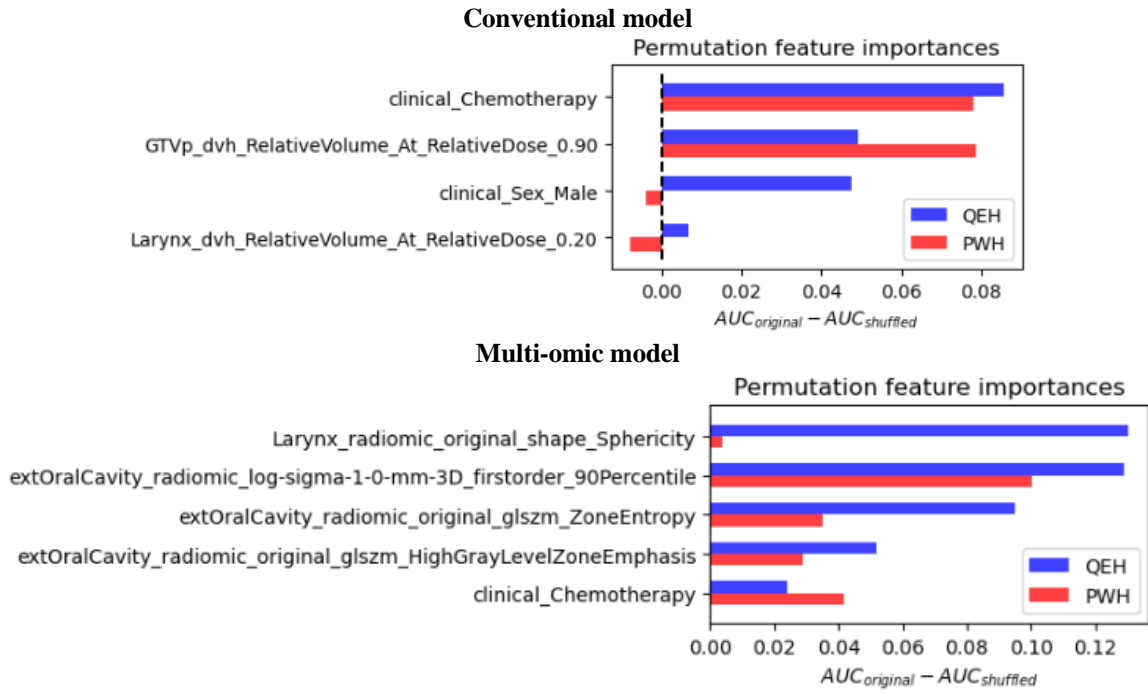 Conventional model
Permutation feature importances
clinical_Chemotherapy
GTVp_dvh_RelativeVolume_At_RelativeDose_0.90
clinical_Sex_Male
Larynx_dvh_RelativeVolume_At_RelativeDose_0.20
QEH
PWH
0.00 0.02 0.04 0.06 0.08
AUCoriginal − AUCshuffled
Multi-omic model
Permutation feature importances
Larynx_radiomic_original_shape_Sphericity
extOralCavity_radiomic_log-sigma-1-0-mm-3D_firstorder_90Percentile
extOralCavity_radiomic_original_glszm_ZoneEntropy
extOralCavity_radiomic_original_glszm_HighGrayLevelZoneEmphasis
clinical_Chemotherapy
QEH
PWH
0.00 0.02 0.04 0.06 0.08 0.10 0.12
AUCoriginal − AUCshuffled